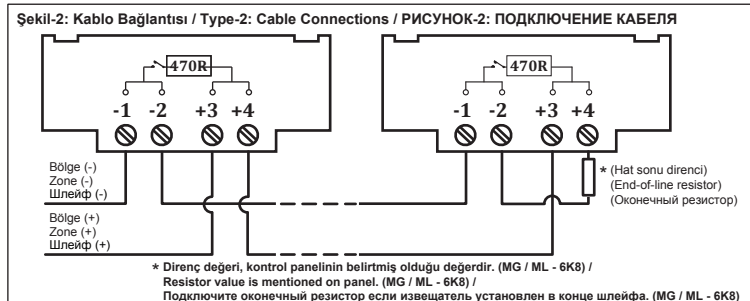 Şekil-2: Kablo Bağlantısı / Type-2: Cable Connections / РИСУНОК-2: ПОДКЛЮЧЕНИЕ КАБЕЛЯ
470R 470R
-1 -2 +3 +4 -1 -2 +3 +4
Bölge (-)
Zone (-)
Шлейф (-)
* (Hat sonu direnci)
(End-of-line resistor)
(Оконечный резистор)
Bölge (+)
Zone (+)
Шлейф (+)
* Direnç değeri, kontrol panelinin belirtmiş olduğu değerdir. (MG / ML - 6K8) /
Resistor value is mentioned on panel. (MG / ML - 6K8) /
Подключите оконечный резистор если извещатель установлен в конце шлейфа. (MG / ML - 6K8)